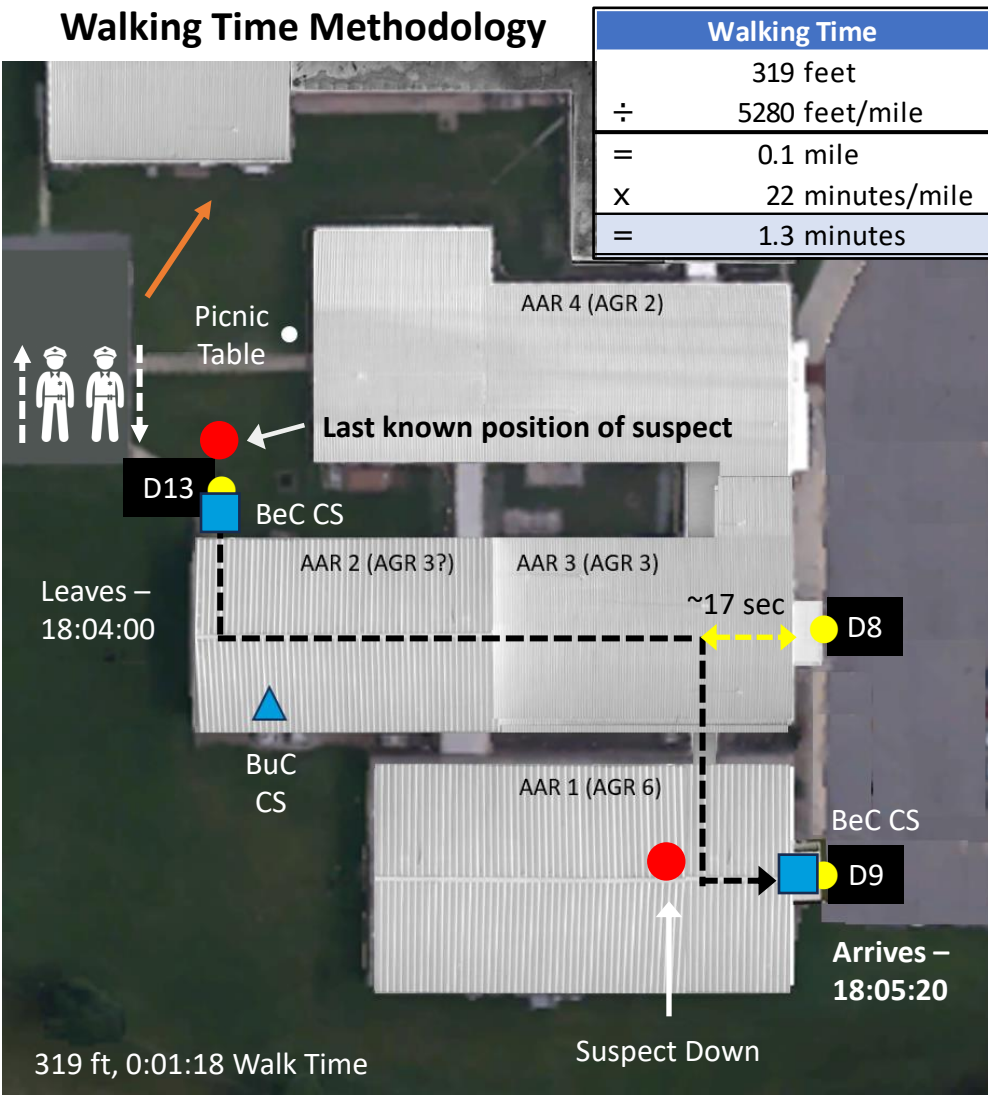 Walking Time Methodology
Walking Time
319 feet
÷ 5280 feet/mile
= 0.1 mile
x 22 minutes/mile
= 1.3 minutes
AAR 4 (AGR 2)
Picnic
Table
Last known position of suspect
D13
BeC CS
AAR 2 (AGR 3?)
AAR 3 (AGR 3)
Leaves –
18:04:00
~17 sec
D8
BuC
CS
AAR 1 (AGR 6)
BeC CS
D9
Arrives –
18:05:20
Suspect Down
319 ft, 0:01:18 Walk Time